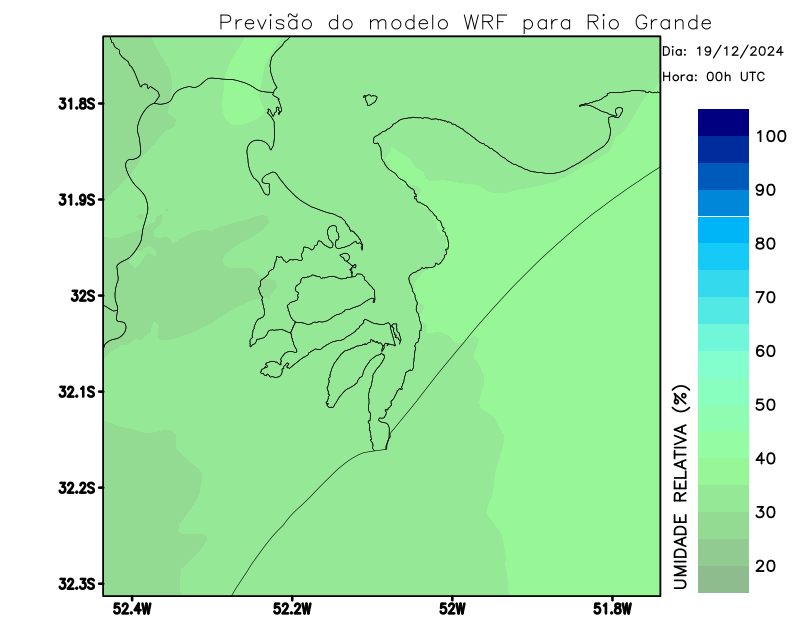 Previsão do modelo WRF para Rio Grande
Dia: 19/12/2024
Hora: 00h UTC
31.8S
31.9S
32S
32.1S
32.2S
32.3S
52.4W
52.2W
52W
51.8W
100
90
80
70
60
50
40
30
20
UMIDADE RELATIVA (%)